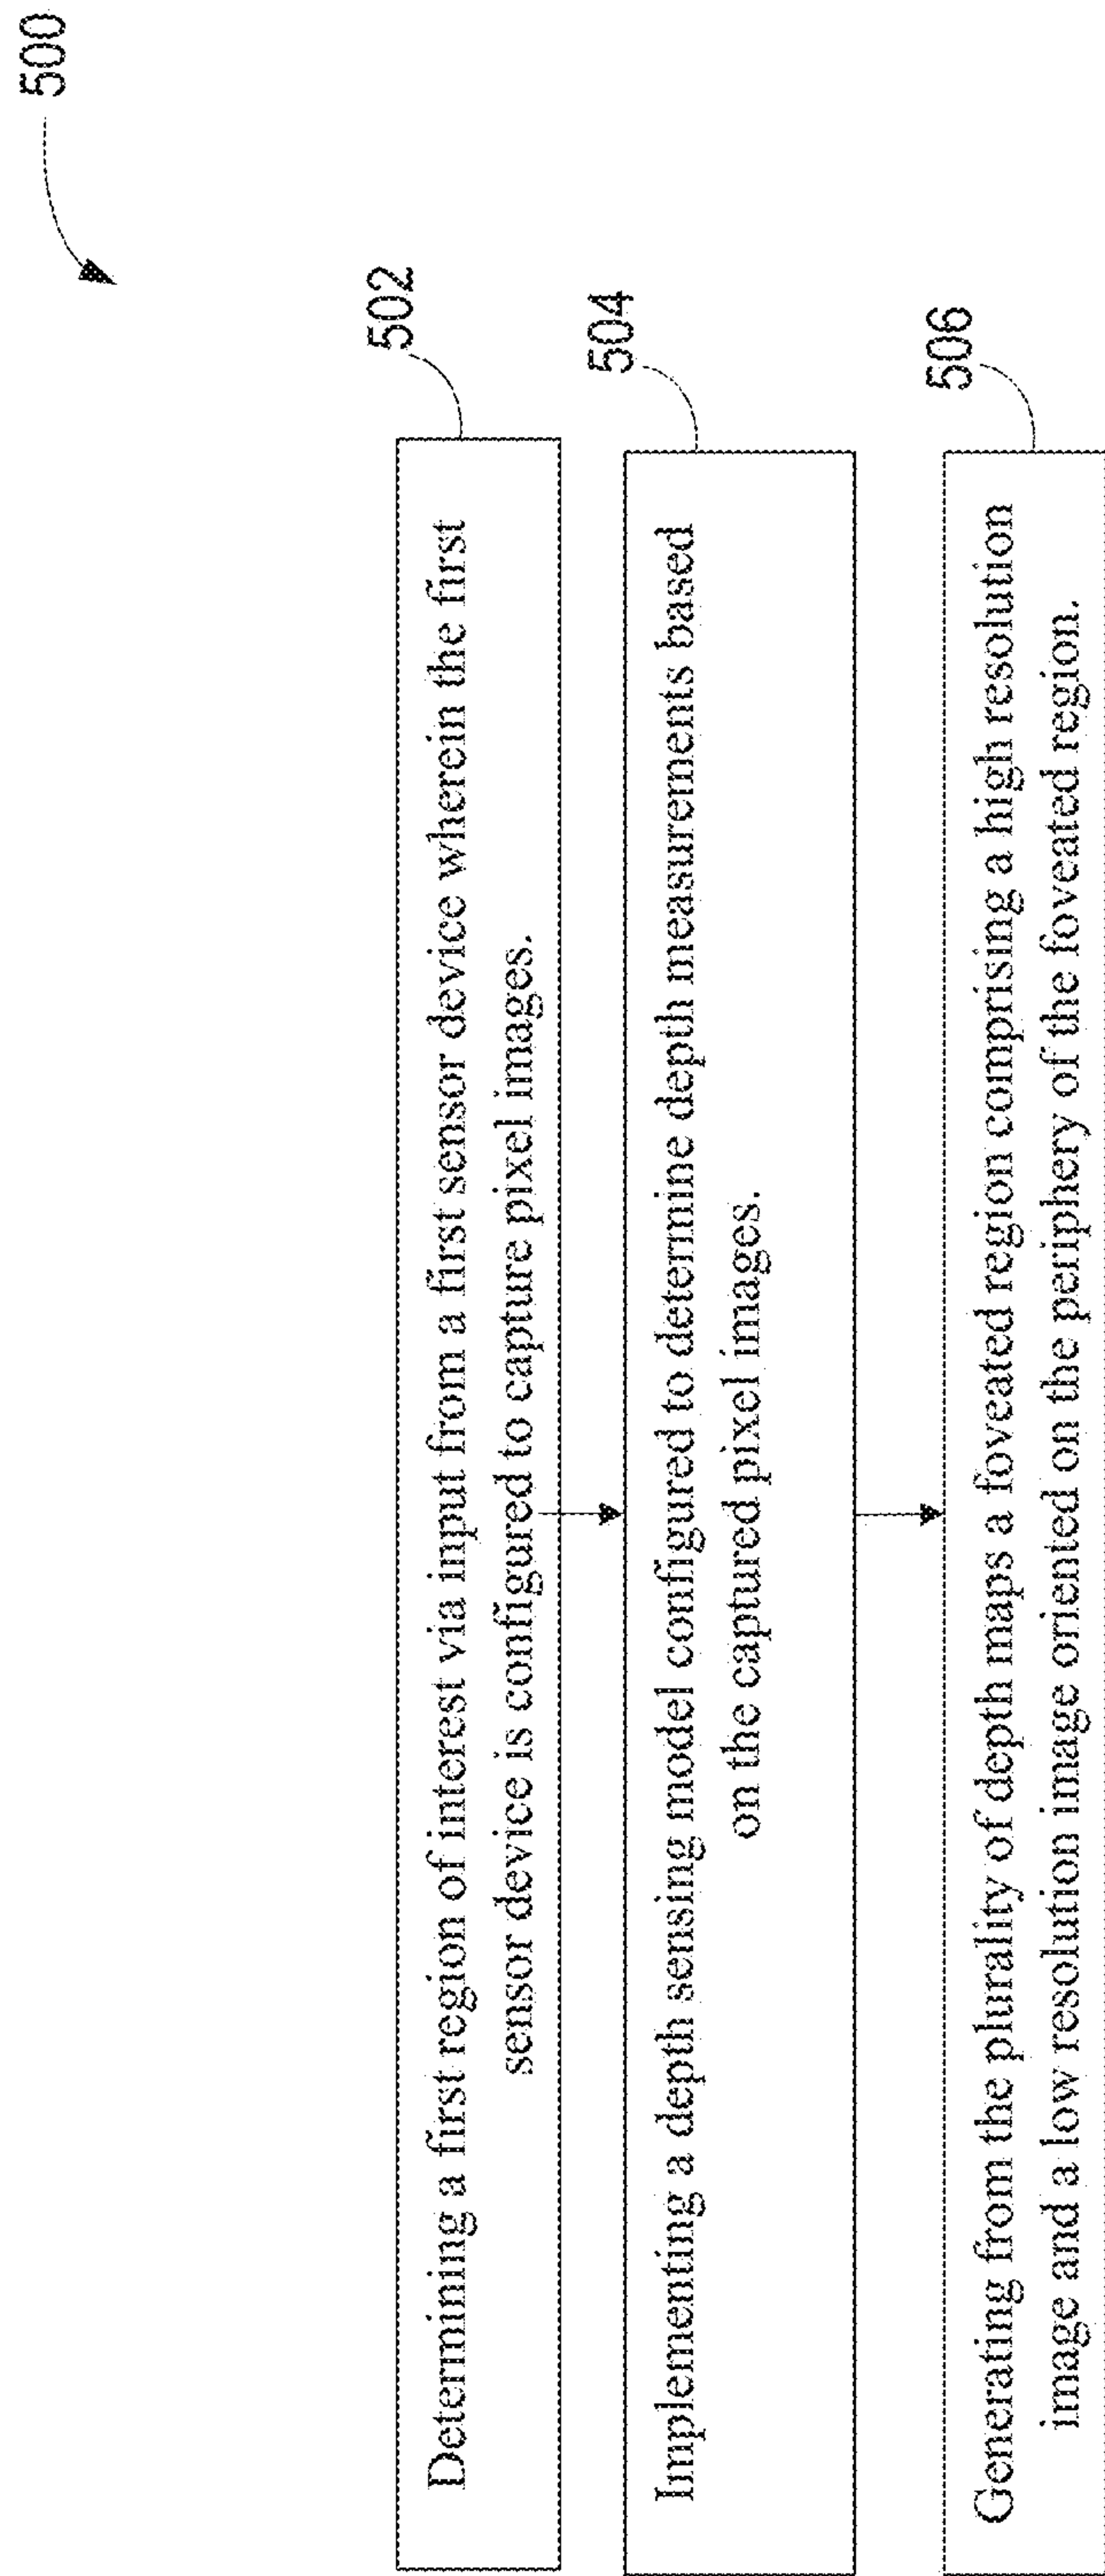 500
502
Determining a first region of interest via input from a first sensor device wherein the first
sensor device is configured to capture pixel images.
504
Implementing a depth sensing model configured to determine depth measurements based
on the captured pixel images.
506
Generating from the plurality of depth maps a foveated region comprising a high resolution
image and a low resolution image oriented on the periphery of the foveated region.